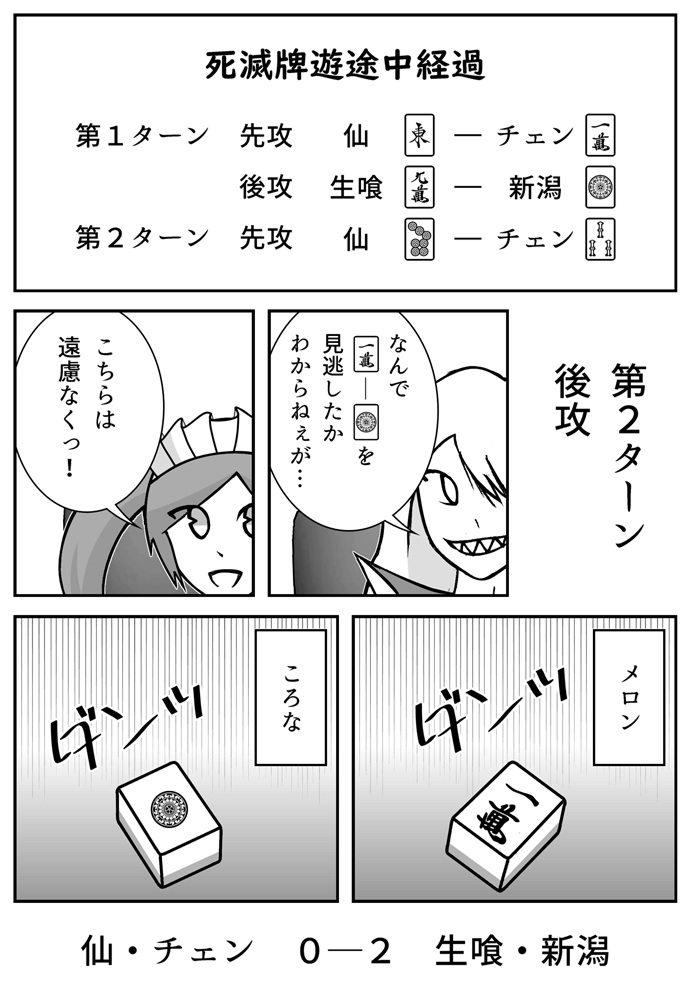 死滅牌遊途中経過
第１ターン　先攻　仙　東　―　チェン　一萬
後攻　生喰　九萬　―　新潟
第２ターン　先攻　仙　―　チェン
第２ターン
後攻
なんで
一萬―を
見逃したか
わからねぇが…
こちらは
遠慮なくっ！
メロン
ダンッ
一萬
ころな
ダンッ
仙・チェン　０―２　生喰・新潟